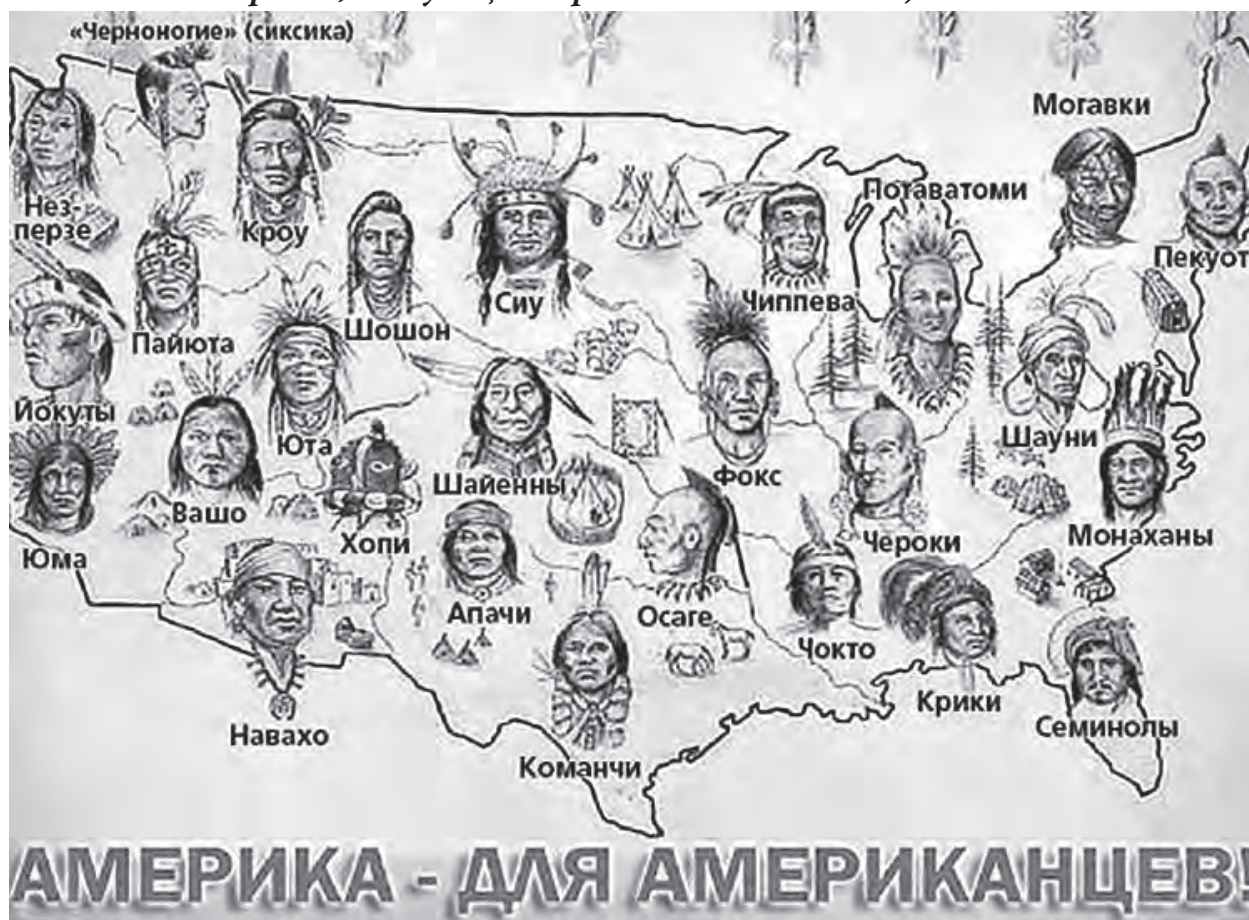 «Черноногие» (сиксика)
Могавки
Потаватоми
Нез-
перзе
Кроу
Пекуот
Сиу
Чиппева
Пайюта
Шошон
Йокуты
Юта
Шауни
Шайенны
Фокс
Вашо
Хопи
Чероки
Монаханы
Юма
Апачи
Осаге
Чокто
Крики
Навахо
Семинолы
Команчи
АМЕРИКА - ДЛЯ АМЕРИКАНЦЕВ!